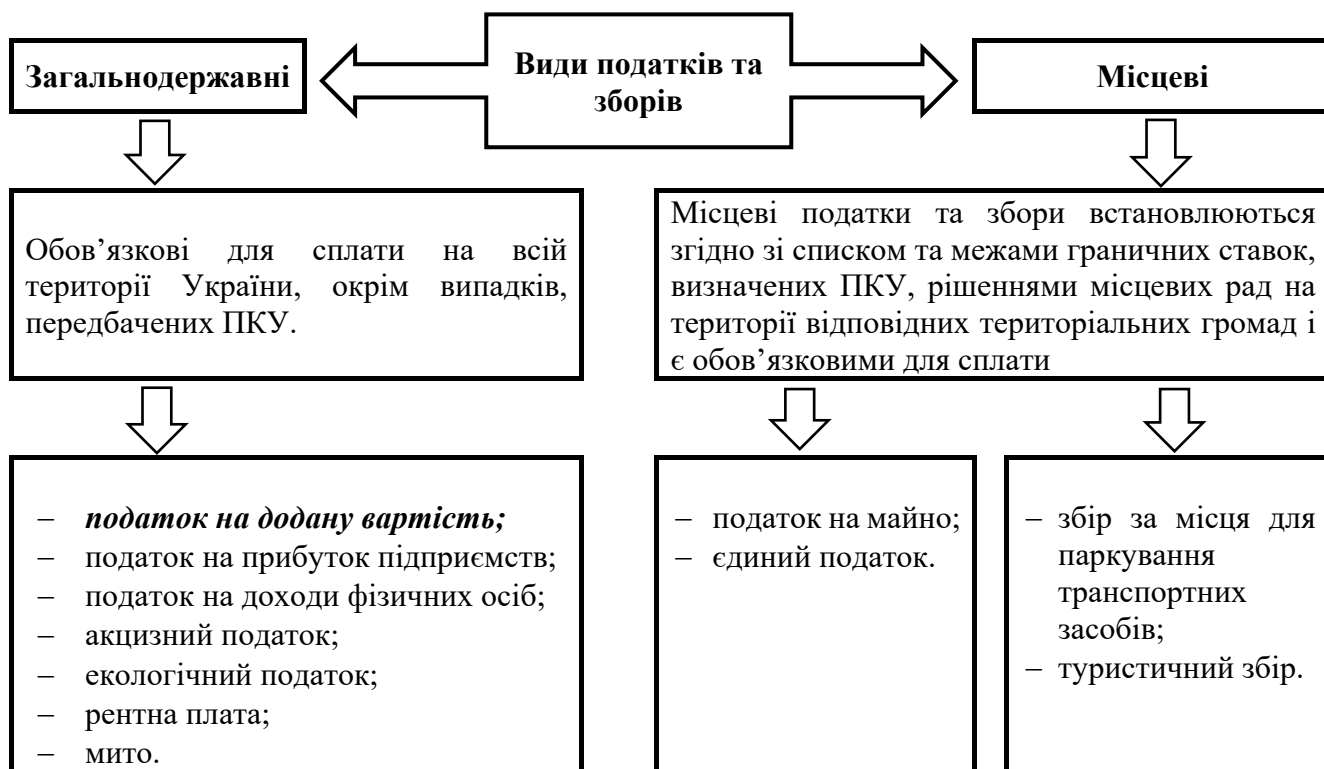 Види податків та
зборів
Загальнодержавні
Місцеві
Обов’язкові для сплати на всій
території України, окрім випадків,
передбачених ПКУ.
Місцеві податки та збори встановлюються
згідно зі списком та межами граничних ставок,
визначених ПКУ, рішеннями місцевих рад на
території відповідних територіальних громад і
є обов’язковими для сплати
– податок на додану вартість;
– податок на прибуток підприємств;
– податок на доходи фізичних осіб;
– акцизний податок;
– екологічний податок;
– рентна плата;
– мито.
– податок на майно;
– єдиний податок.
– збір за місця для
паркування
транспортних
засобів;
– туристичний збір.